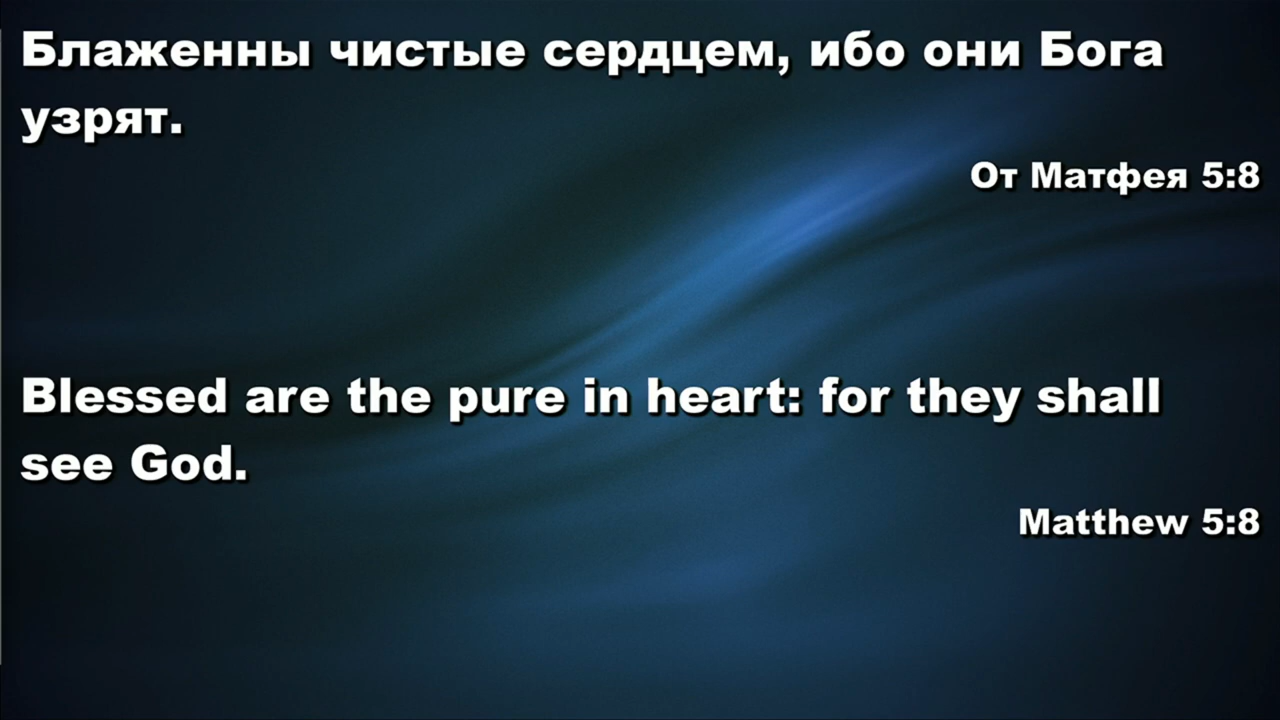 Блаженны чистые сердцем, ибо они Бога
узрят.
От Матфея 5:8
Blessed are the pure in heart: for they shall
see God.
Matthew 5:8